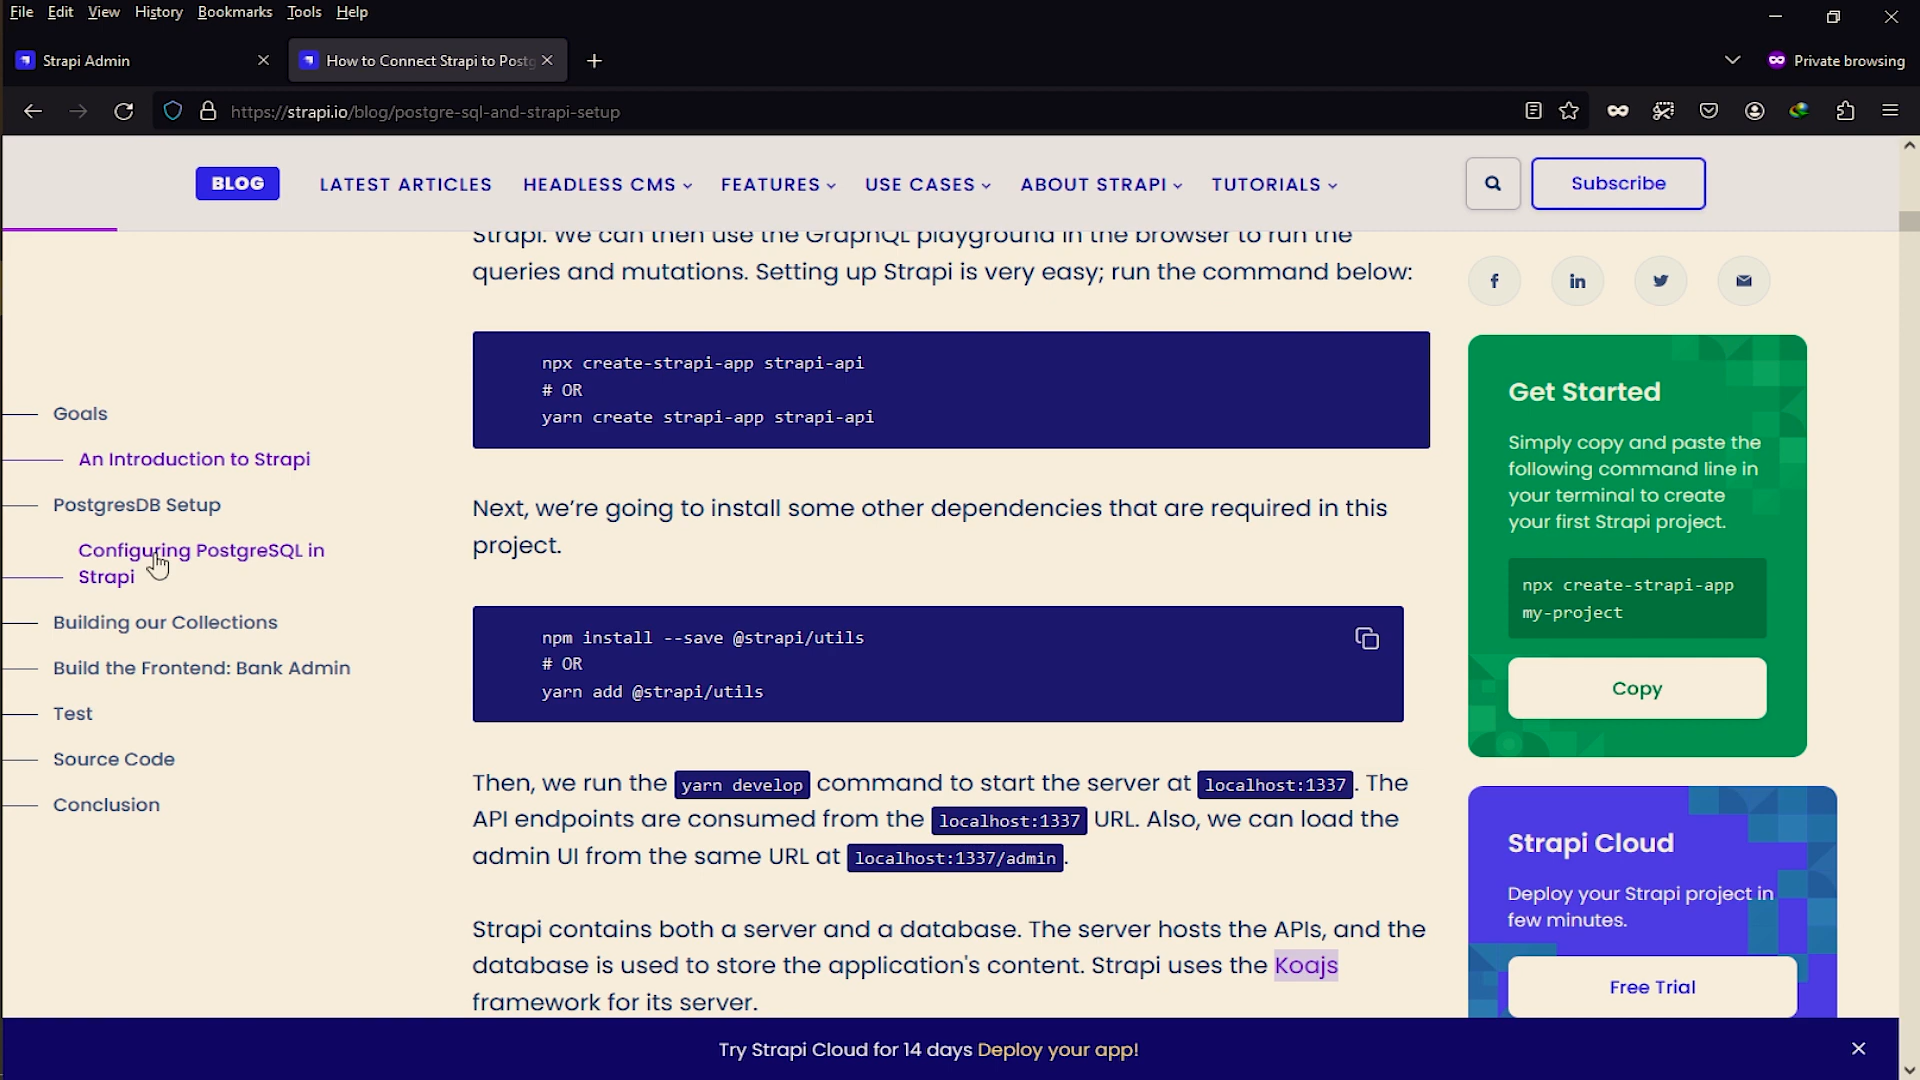 File Edit View History Bookmarks Tools Help
Strapi Admin
How to Connect Strapi to Postg
Private browsing
https://strapi.io/blog/postgre-sql-and-strapi-setup
BLOG LATEST ARTICLES HEADLESS CMS FEATURES USE CASES ABOUT STRAPI TUTORIALS
Subscribe
Strapi. We can then use the GraphQL playground in the browser to run the
queries and mutations. Setting up Strapi is very easy; run the command below:
npx create-strapi-app strapi-api
# OR
yarn create strapi-app strapi-api
Next, we’re going to install some other dependencies that are required in this
project.
npm install --save @strapi/utils
# OR
yarn add @strapi/utils
Then, we run the yarn develop command to start the server at localhost:1337. The
API endpoints are consumed from the localhost:1337 URL. Also, we can load the
admin UI from the same URL at localhost:1337/admin.
Strapi contains both a server and a database. The server hosts the APIs, and the
database is used to store the application's content. Strapi uses the Koajs
framework for its server.
Goals
An Introduction to Strapi
PostgresDB Setup
Configuring PostgreSQL in
Strapi
Building our Collections
Build the Frontend: Bank Admin
Test
Source Code
Conclusion
Get Started
Simply copy and paste the
following command line in
your terminal to create
your first Strapi project.
npx create-strapi-app
my-project
Copy
Strapi Cloud
Deploy your Strapi project in
few minutes.
Free Trial
Try Strapi Cloud for 14 days Deploy your app!